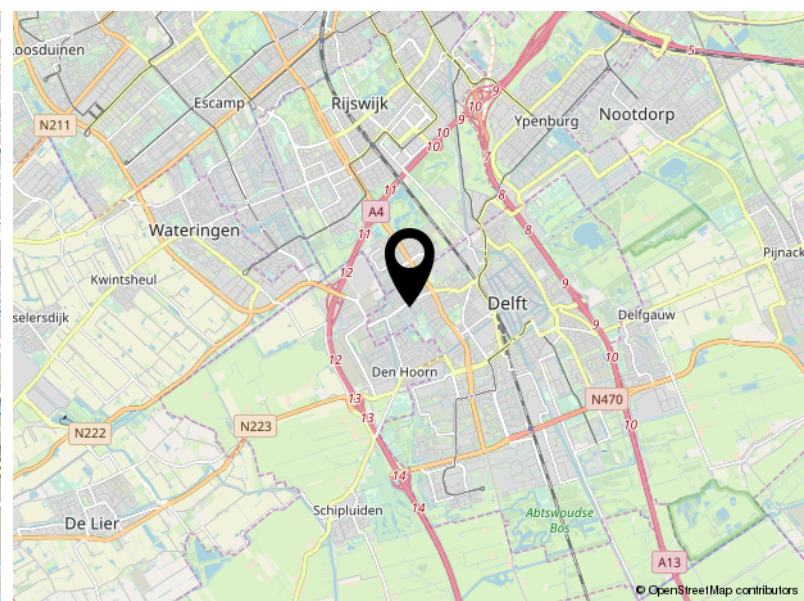 oosduinen
5
Escamp
Rijswijk
9
10
Nootdorp
Ypenburg
N211
9
10
10
7
11
8
A4
Wateringen
11
8
Pijnack
12
Kwintsheul
9
Delft
selersdijk
Delfgauw
9
12
10
Den Hoorn
13
N470
13
N223
10
N222
14
14
Schipluiden
De Lier
Abtswoudse
Bos
A13
© OpenStreetMap contributors